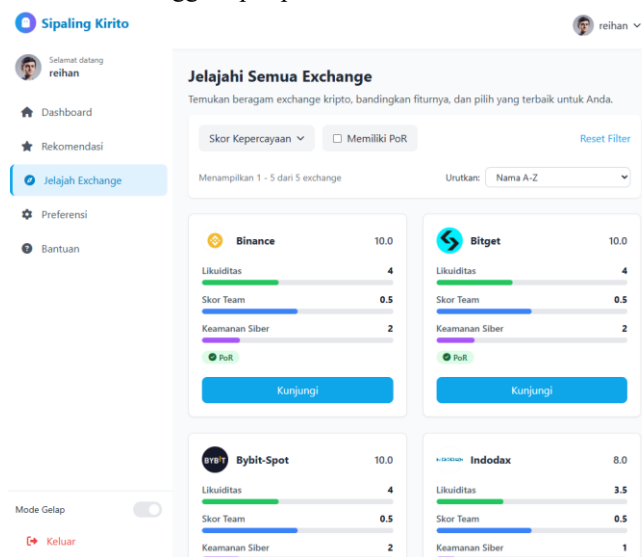 Sipaling Kirito
reihan
Selamat datang
reihan
Dashboard
Rekomendasi
Jelajah Exchange
Preferensi
Bantuan
Mode Gelap
Keluar
Jelajahi Semua Exchange
Temukan beragam exchange kripto, bandingkan fiturnya, dan pilih yang terbaik untuk Anda.
Skor Kepercayaan Memiliki PoR Reset Filter
Menampilkan 1 - 5 dari 5 exchange Urutkan: Nama A-Z
Binance 10.0
Likuiditas 4
Skor Team 0.5
Keamanan Siber 2
PoR
Kunjungi
Bitget 10.0
Likuiditas 4
Skor Team 0.5
Keamanan Siber 2
PoR
Kunjungi
BYBIT Bybit-Spot 10.0
Likuiditas 4
Skor Team 0.5
Keamanan Siber 2
INDODAX Indodax 8.0
Likuiditas 3.5
Skor Team 0.5
Keamanan Siber 1